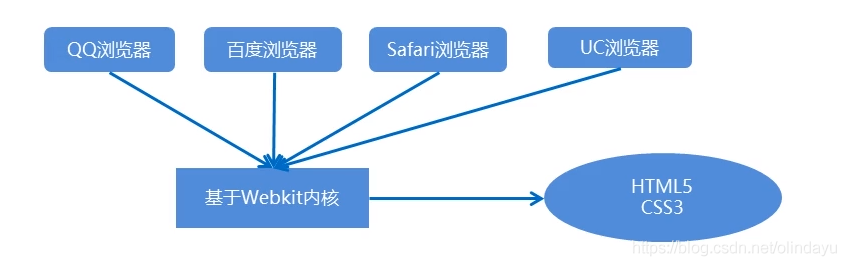 QQ浏览器
百度浏览器
Safari浏览器
UC浏览器
基于Webkit内核
HTML5
CSS3
https://blog.csdn.net/olindayu